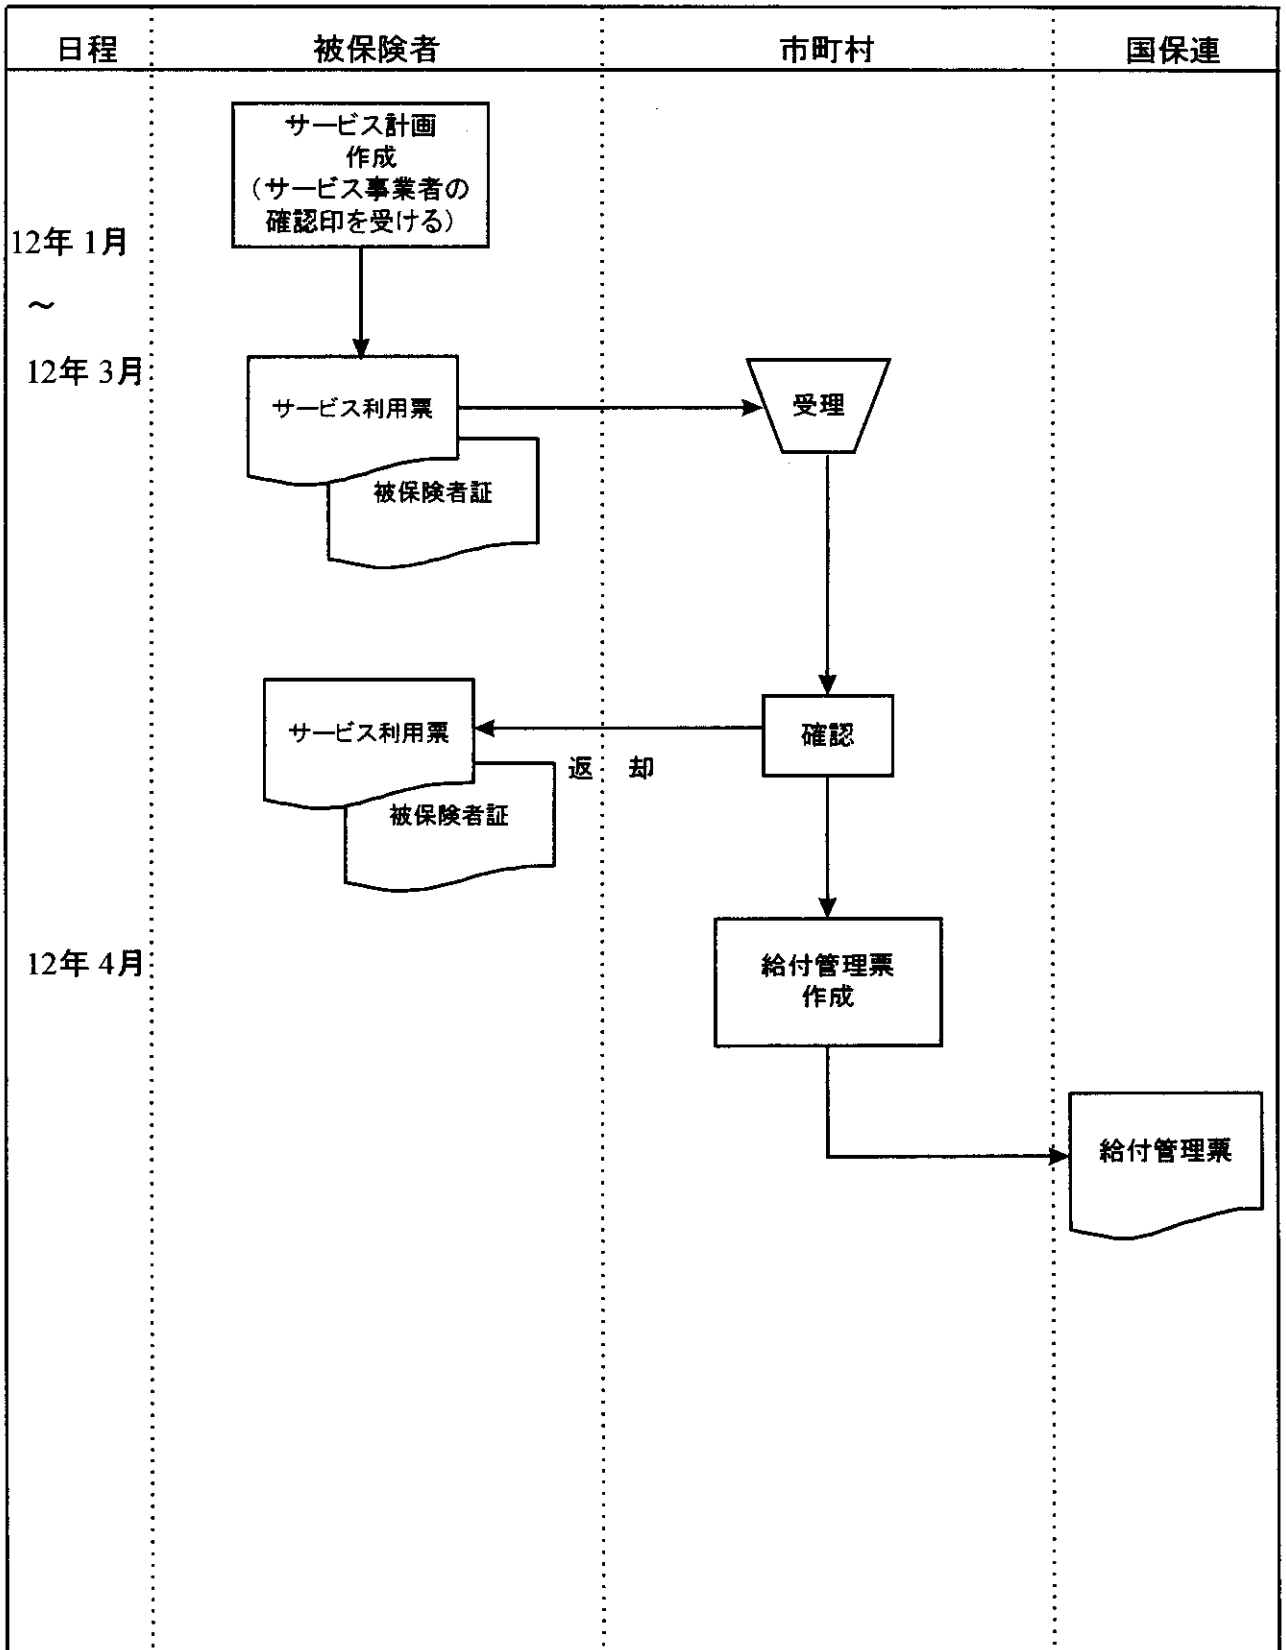 日程 被保険者 市町村 国保連
サービス計画
作成
(サービス事業者の
確認印を受ける)
12年 1月
～
12年 3月
サービス利用票
受理
被保険者証
サービス利用票
確認
返 却
被保険者証
12年 4月
給付管理票
作成
給付管理票